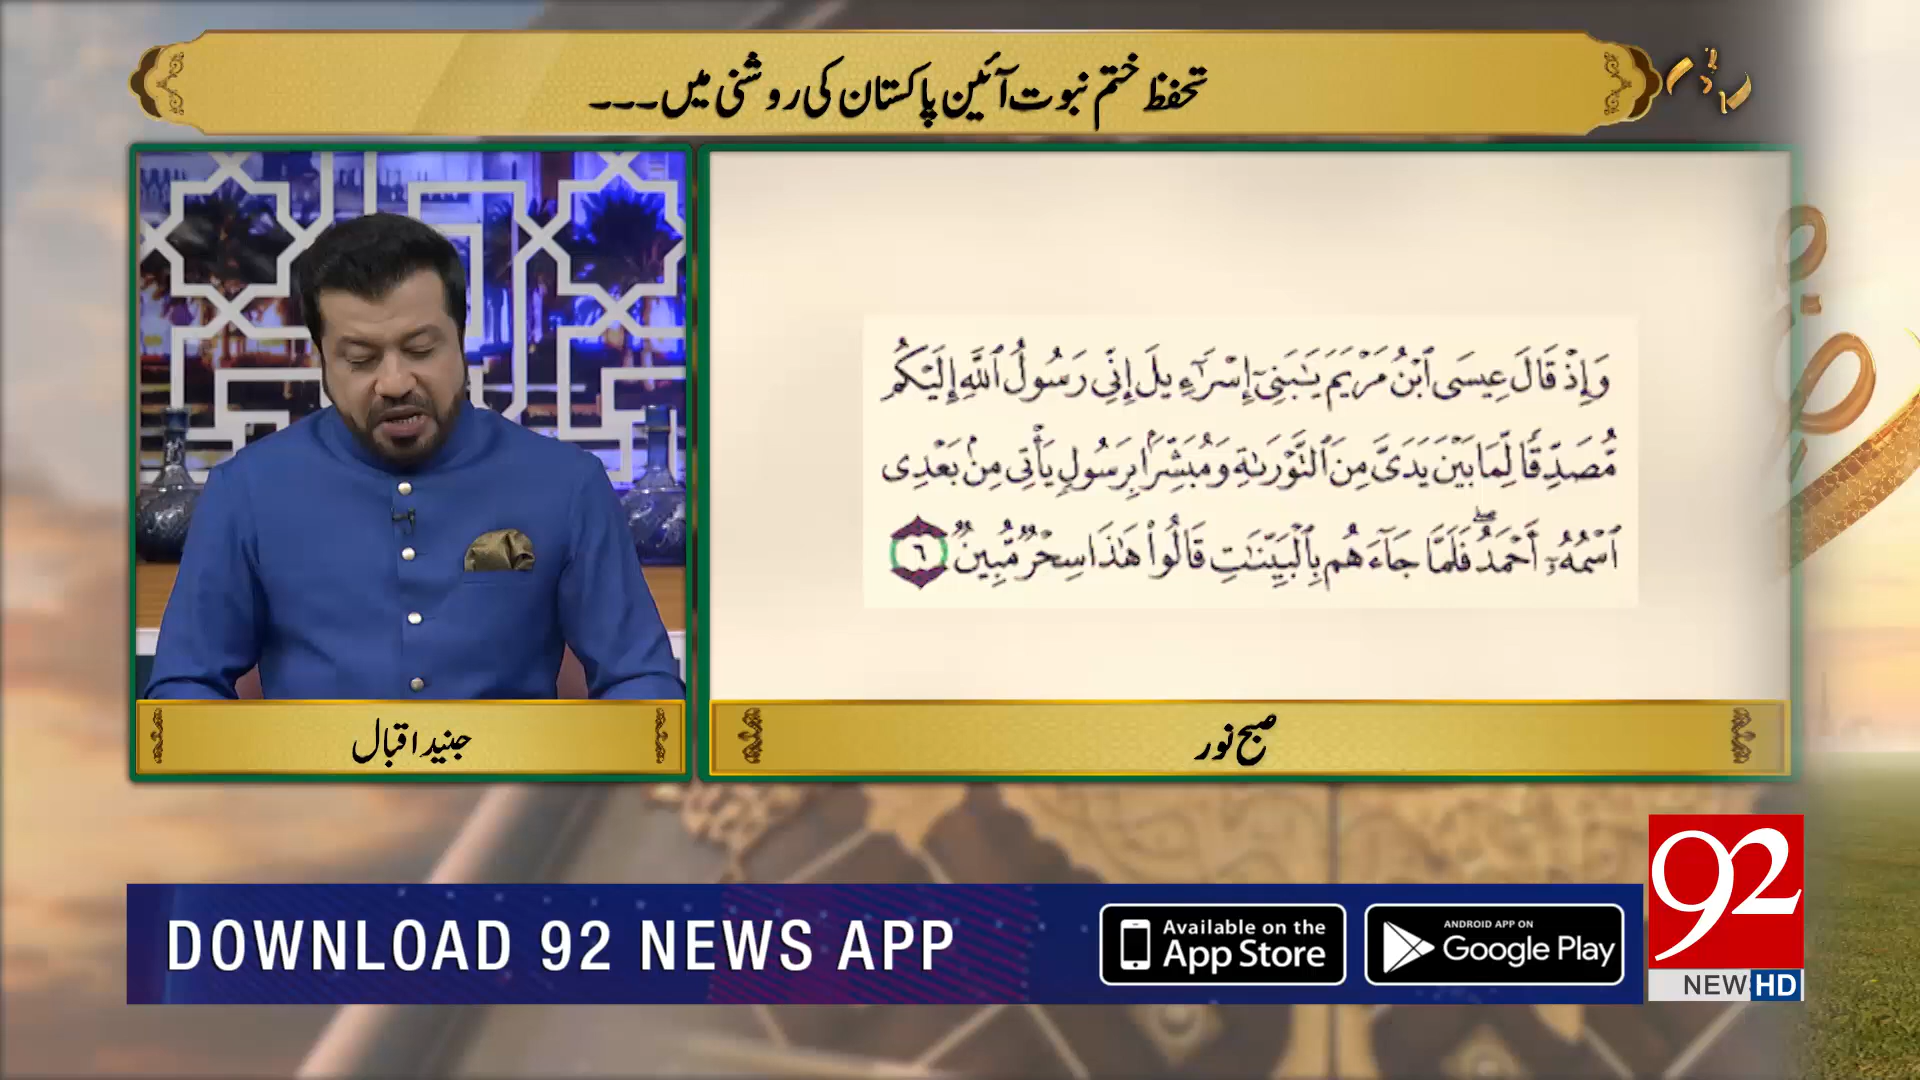 تحفظ ختم نبوت آئین پاکستان کی روشنی میں۔۔۔
وَإِذْ قَالَ عِيسَى ٱبْنُ مَرْيَمَ يَـٰبَنِىٓ إِسْرَٰٓءِيلَ إِنِّى رَسُولُ ٱللَّهِ إِلَيْكُم
مُّصَدِّقًا لِّمَا بَيْنَ يَدَىَّ مِنَ ٱلتَّوْرَىٰةِ وَمُبَشِّرًۢا بِرَسُولٍ يَأْتِى مِنۢ بَعْدِى
ٱسْمُهُۥٓ أَحْمَدُ ۖ فَلَمَّا جَآءَهُم بِٱلْبَيِّنَـٰتِ قَالُوا۟ هَـٰذَا سِحْرٌ مُّبِينٌ ٦
جنید اقبال
صبح نور
DOWNLOAD 92 NEWS APP
Available on the
App Store
ANDROID APP ON
Google Play
92
NEWS HD